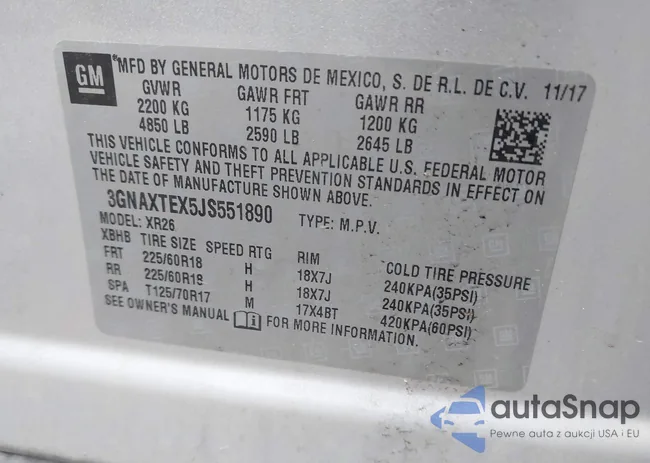 GM
*MFD BY GENERAL MOTORS DE MEXICO, S. DE R.L. DE C.V. 11/17
GVWR GAWR FRT GAWR RR
2200 KG 1175 KG 1200 KG
4850 LB 2590 LB 2645 LB
THIS VEHICLE CONFORMS TO ALL APPLICABLE U.S. FEDERAL MOTOR
VEHICLE SAFETY AND THEFT PREVENTION STANDARDS IN EFFECT ON
THE DATE OF MANUFACTURE SHOWN ABOVE.
3GNAXTEX5JS551890 TYPE: M.P.V.
MODEL: XR26
XBHB TIRE SIZE SPEED RTG RIM COLD TIRE PRESSURE
FRT 225/60R18 H 18X7J 240KPA(35PSI)
RR 225/60R18 H 18X7J 240KPA(35PSI)
SPA T125/70R17 M 17X4BT 420KPA(60PSI)
SEE OWNER'S MANUAL FOR MORE INFORMATION.
autaSnap
Pewne auta z aukcji USA i EU